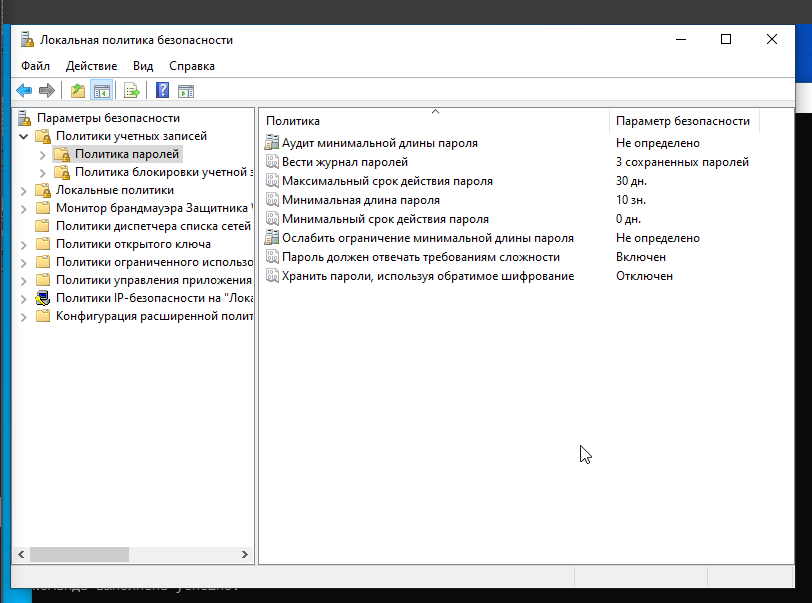 Локальная политика безопасности
Файл Действие Вид Справка
Параметры безопасности
Политики учетных записей
Политика паролей
Политика блокировки учетной з
Локальные политики
Монитор брандмауэра Защитника
Политики диспетчера списка сетей
Политики открытого ключа
Политики ограниченного использо
Политики управления приложения
Политики IP-безопасности на "Лока
Конфигурация расширенной полит
Политика Параметр безопасности
Аудит минимальной длины пароля Не определено
Вести журнал паролей 3 сохраненных паролей
Максимальный срок действия пароля 30 дн.
Минимальная длина пароля 10 зн.
Минимальный срок действия пароля 0 дн.
Ослабить ограничение минимальной длины пароля Не определено
Пароль должен отвечать требованиям сложности Включен
Хранить пароли, используя обратимое шифрование Отключен